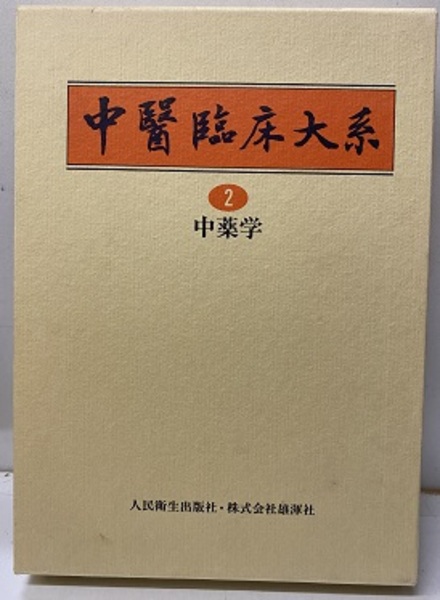 中醫臨床大系
2
中薬学
人民衛生出版社・株式会社雄渾社